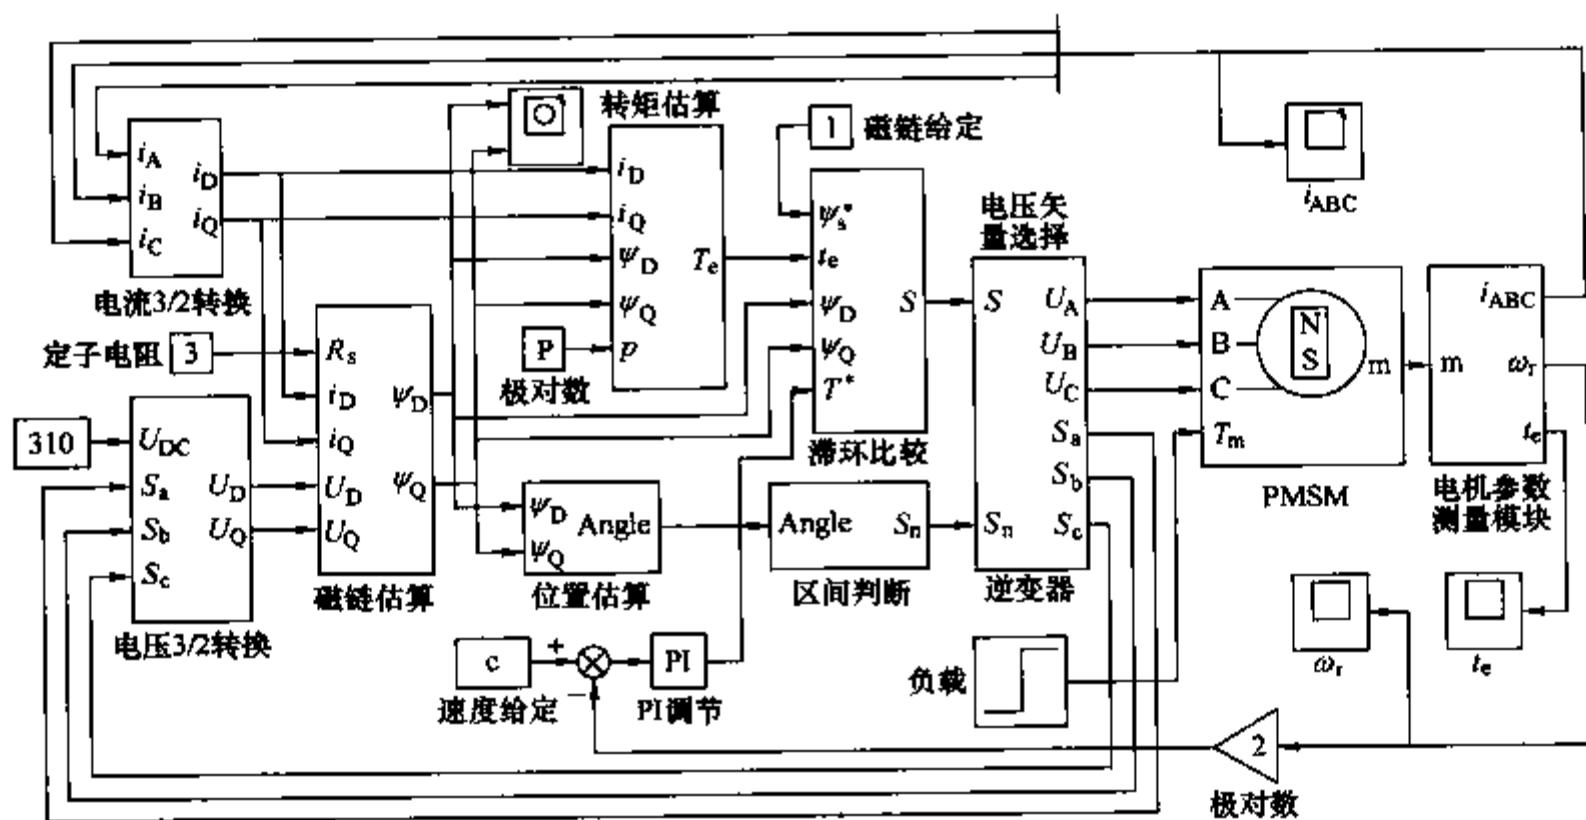 转矩估算
1
磁链给定
i_A
i_B
i_C
i_D
i_Q
电流3/2转换
i_D
i_Q
ψ_D
ψ_Q
p
T_e
P
极对数
ψ_s*
t_e
ψ_D
ψ_Q
T*
S
滞环比较
电压矢
量选择
S
S_n
U_A
U_B
U_C
S_a
S_b
S_c
逆变器
A
B
C
T_m
N
S
m
PMSM
m
i_ABC
ω_r
t_e
电机参数
测量模块
i_ABC
定子电阻
3
R_s
i_D
i_Q
U_D
U_Q
ψ_D
ψ_Q
磁链估算
310
U_DC
S_a
S_b
S_c
U_D
U_Q
电压3/2转换
ψ_D
ψ_Q
Angle
位置估算
Angle
S_n
区间判断
c
速度给定
+
−
PI
PI调节
负载
ω_r
t_e
2
极对数